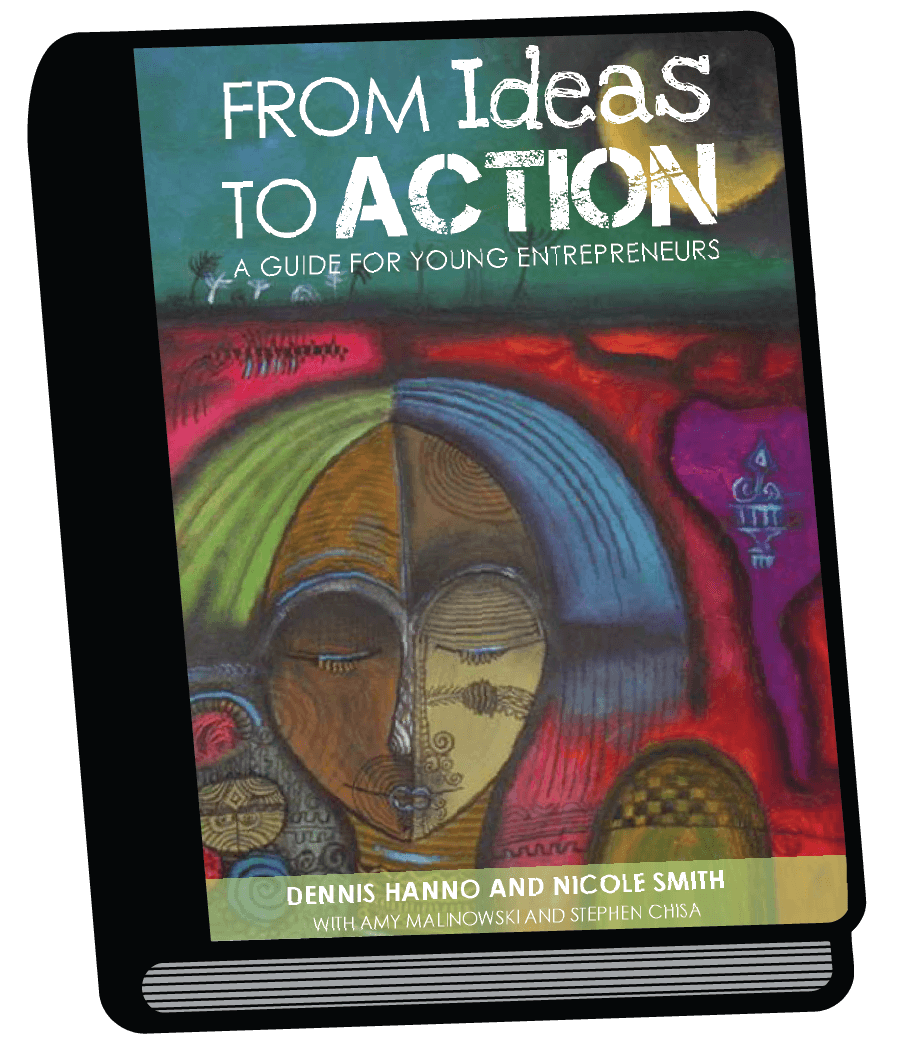 FROM Ideas
TO ACTION
A GUIDE FOR YOUNG ENTREPRENEURS
DENNIS HANNO AND NICOLE SMITH
WITH AMY MALINOWSKI AND STEPHEN CHISA